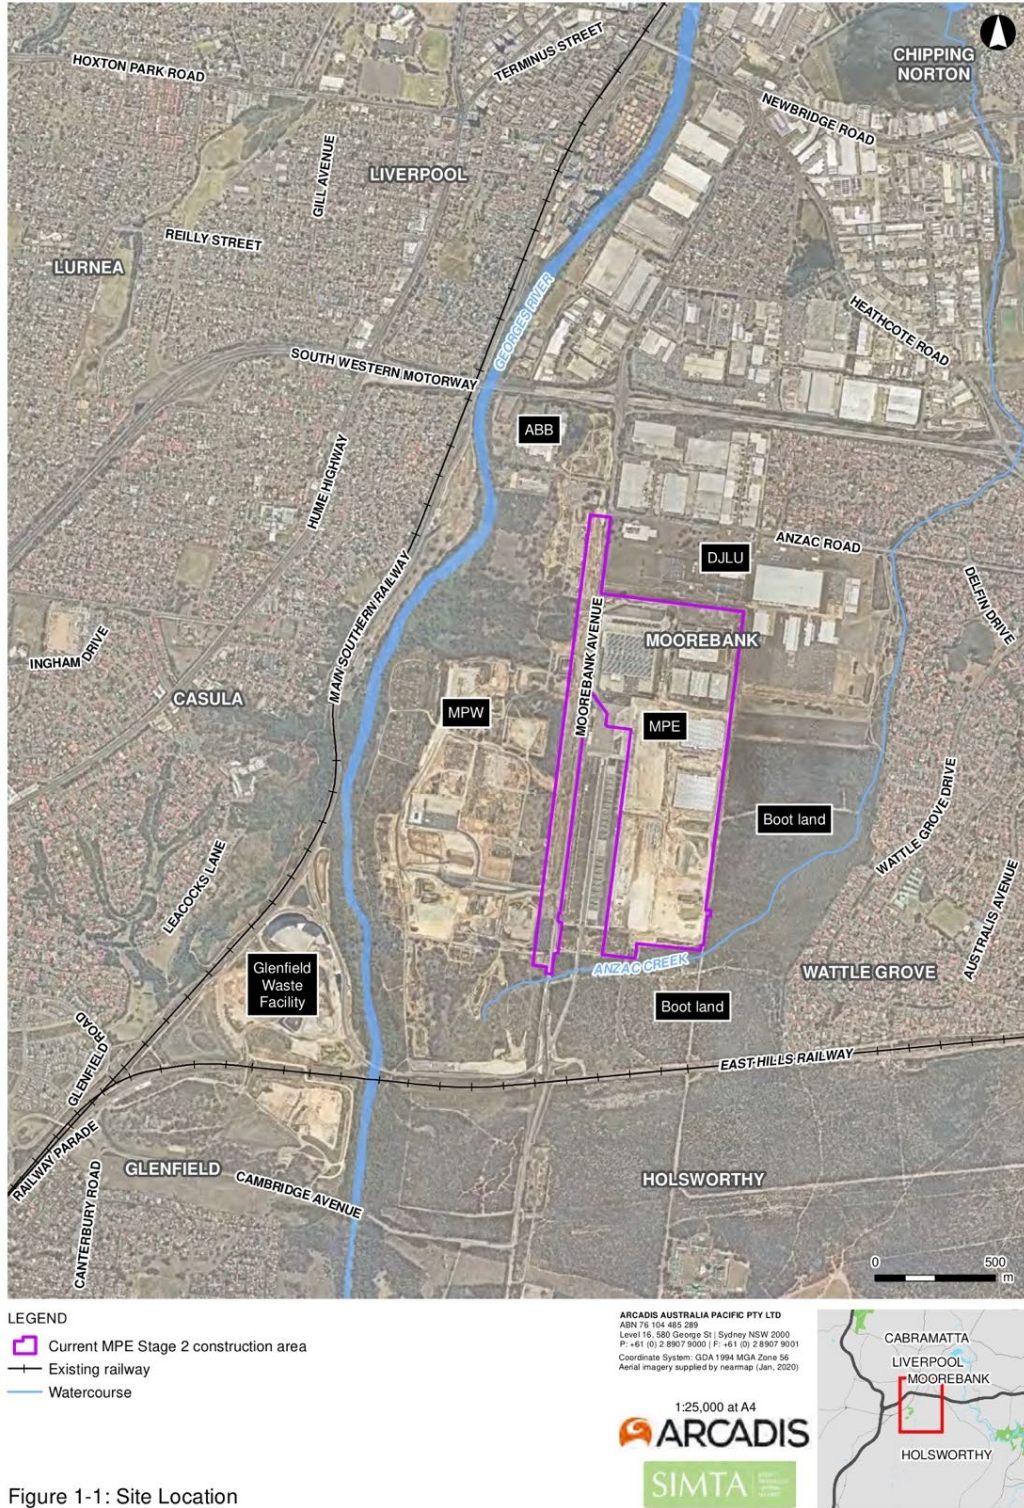 HOXTON PARK ROAD
TERMINUS STREET
CHIPPING
NORTON
NEWBRIDGE ROAD
GILL AVENUE
LIVERPOOL
REILLY STREET
LURNEA
GEORGES RIVER
HEATHCOTE ROAD
SOUTH WESTERN MOTORWAY
ABB
HUME HIGHWAY
ANZAC ROAD
DJLU
DELFIN DRIVE
MAIN SOUTHERN RAILWAY
MOOREBANK AVENUE
MOOREBANK
INGHAM DRIVE
CASULA
MPW
MPE
Boot land
WATTLE GROVE DRIVE
LEACOCKS LANE
AUSTRALIS AVENUE
Glenfield
Waste
Facility
ANZAC CREEK
WATTLE GROVE
Boot land
GLENFIELD
ROAD
EAST HILLS RAILWAY
RAILWAY PARADE
GLENFIELD
CAMBRIDGE AVENUE
HOLSWORTHY
CANTERBURY ROAD
0 500
m
LEGEND
Current MPE Stage 2 construction area
Existing railway
Watercourse
ARCADIS AUSTRALIA PACIFIC PTY LTD
ABN 76 104 485 289
Level 16, 580 George St | Sydney NSW 2000
P: +61 (0) 2 8907 9000 | F: +61 (0) 2 8907 9001
Coordinate System: GDA 1994 MGA Zone 56
Aerial imagery supplied by nearmap (Jan, 2020)
1:25,000 at A4
ARCADIS
SIMTA
CABRAMATTA
LIVERPOOL
MOOREBANK
HOLSWORTHY
Figure 1-1: Site Location